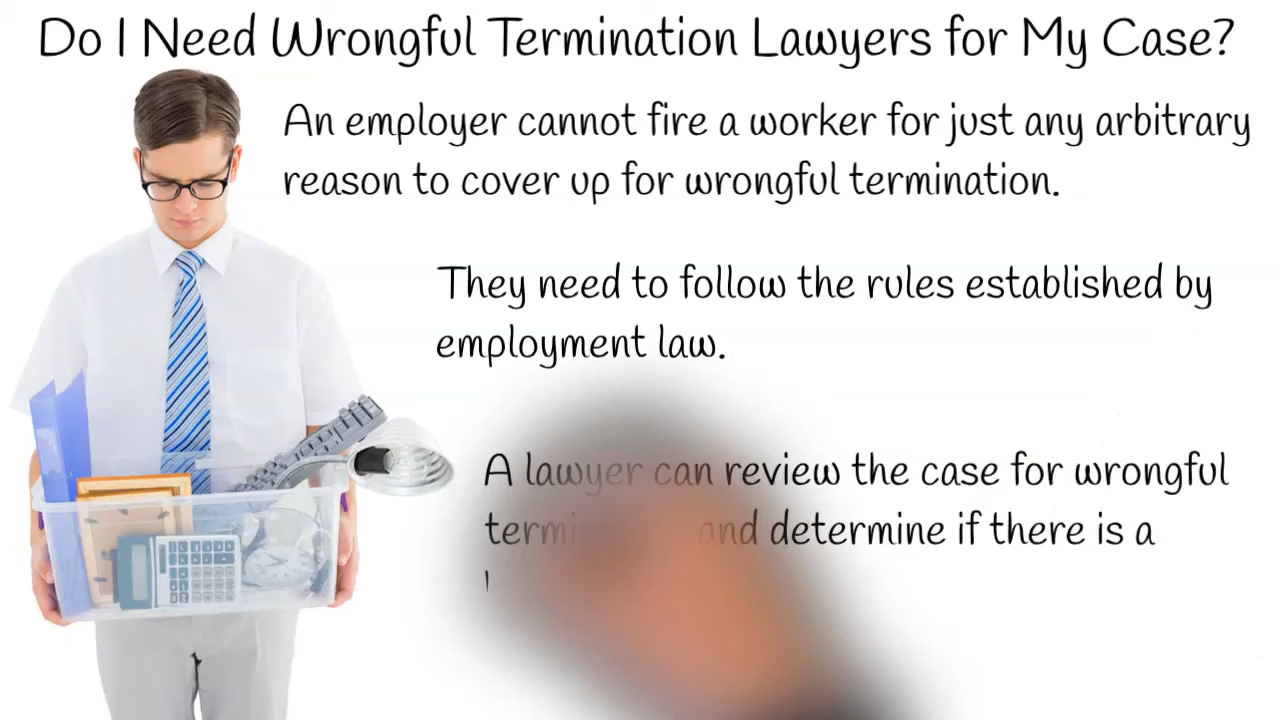 Do I Need Wrongful Termination Lawyers for My Case?
An employer cannot fire a worker for just any arbitrary
reason to cover up for wrongful termination.
They need to follow the rules established by
employment law.
A lawyer can review the case for wrongful
and determine if there is a